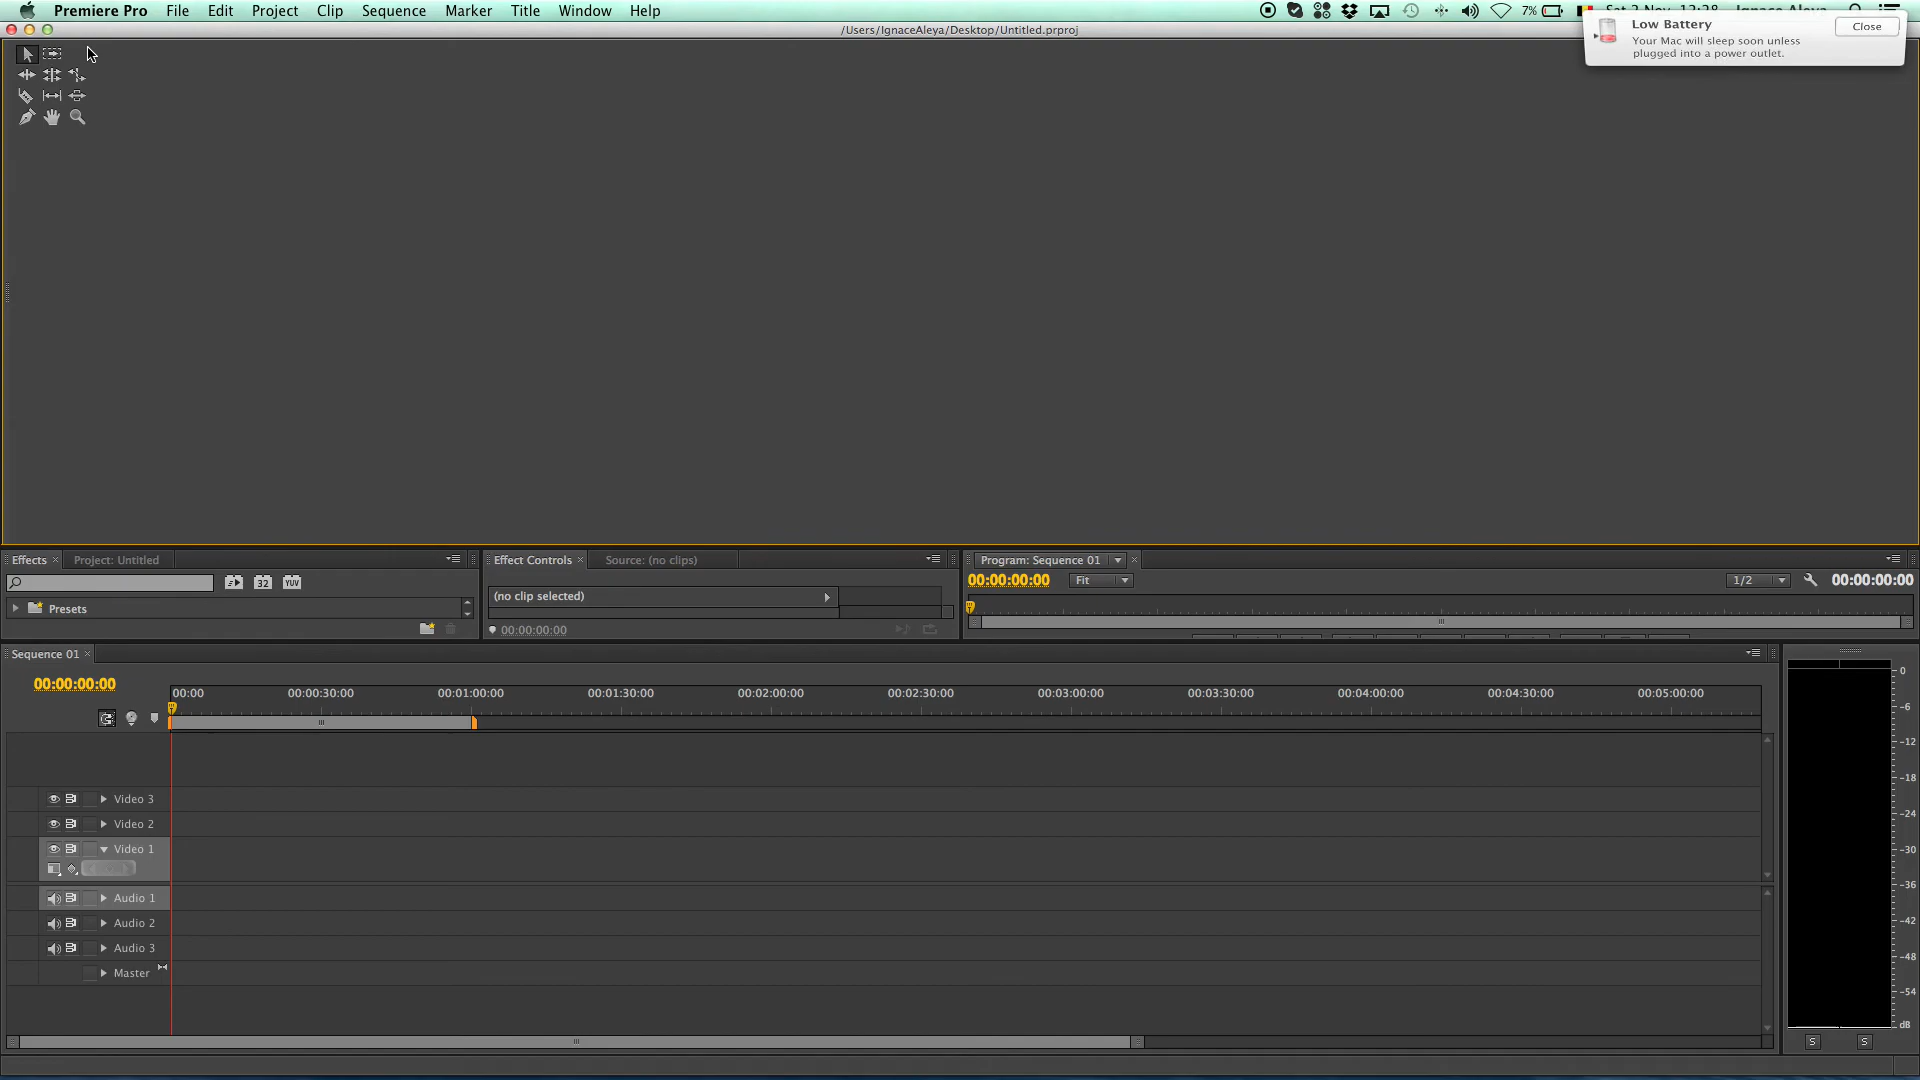 Premiere Pro File Edit Project Clip Sequence Marker Title Window Help 7%
/Users/IgnaceAleya/Desktop/Untitled.prproj
Low Battery
Your Mac will sleep soon unless
plugged into a power outlet.
Close
Effects Project: Untitled
32 YUV
Presets
Effect Controls Source: (no clips)
(no clip selected)
00:00:00:00
Program: Sequence 01
00:00:00:00 Fit 1/2 00:00:00:00
Sequence 01
00:00:00:00
00:00 00:00:30:00 00:01:00:00 00:01:30:00 00:02:00:00 00:02:30:00 00:03:00:00 00:03:30:00 00:04:00:00 00:04:30:00 00:05:00:00
Video 3
Video 2
Video 1
Audio 1
Audio 2
Audio 3
Master
0
-6
-12
-18
-24
-30
-36
-42
-48
-54
dB
S S